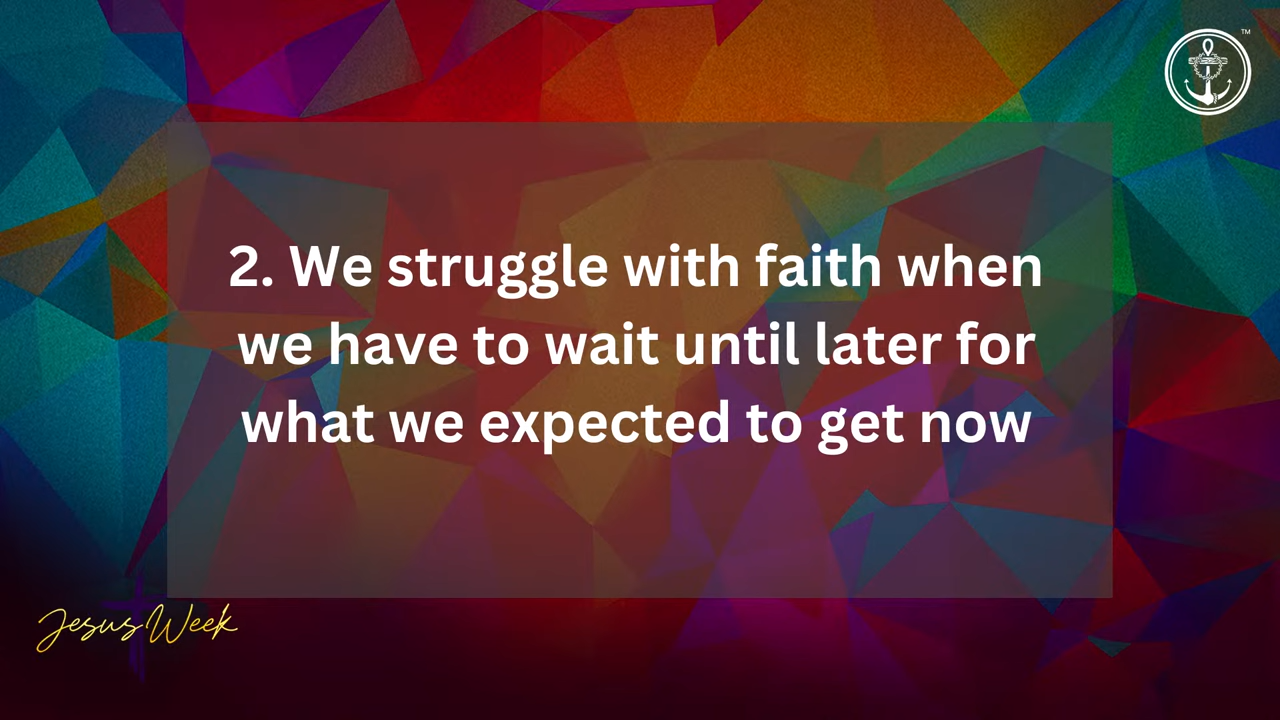 TM
2. We struggle with faith when
we have to wait until later for
what we expected to get now
Jesus Week